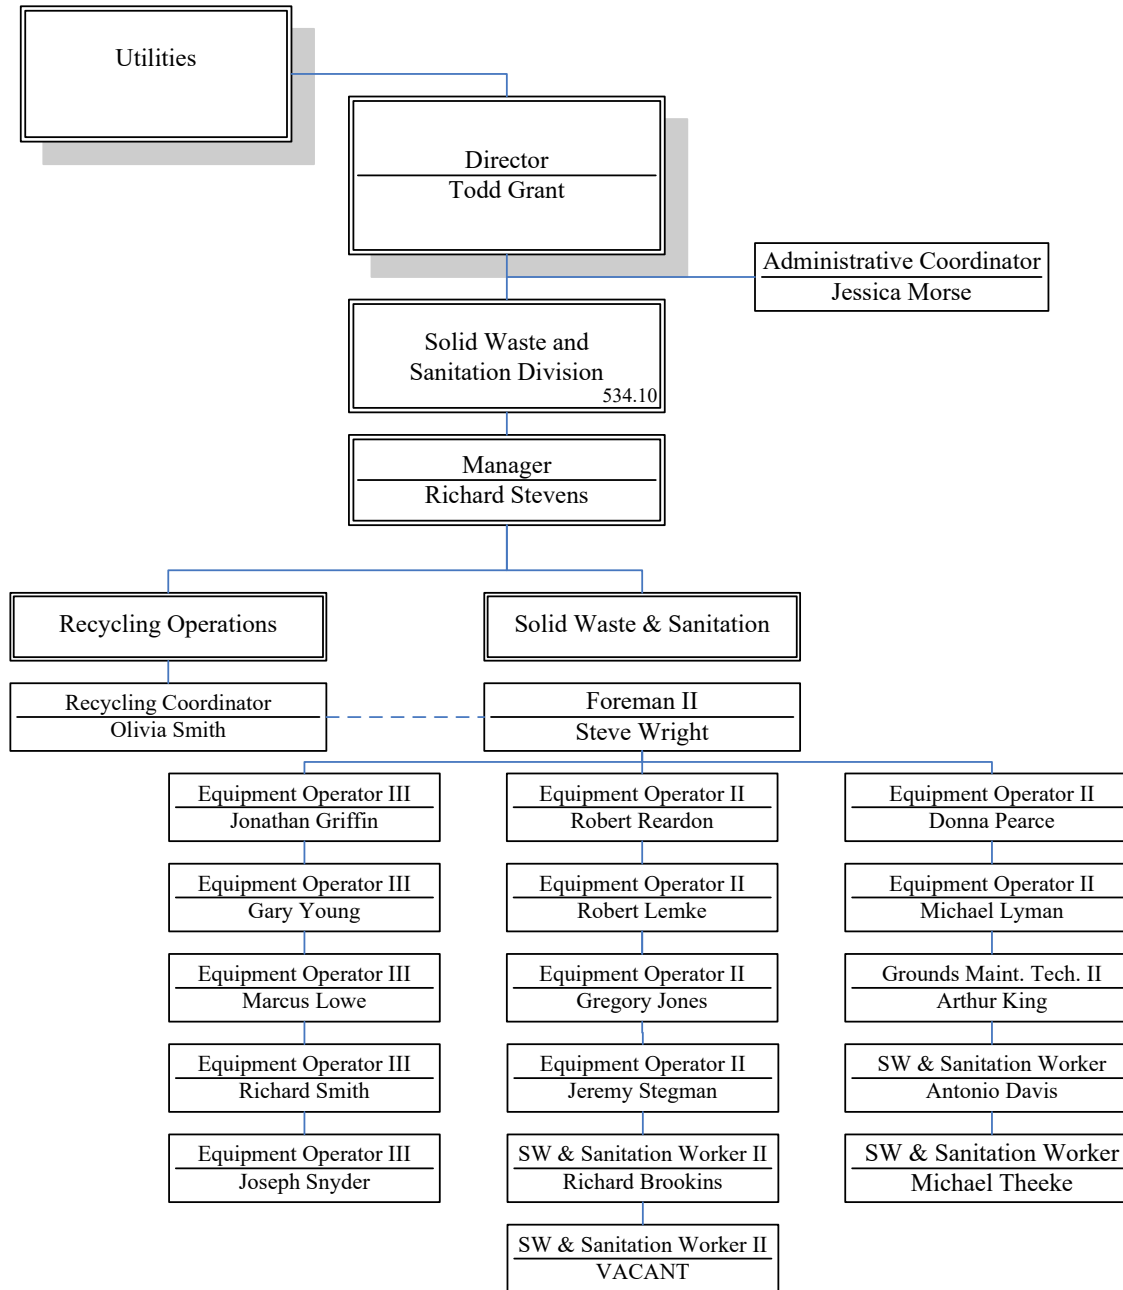 Utilities
Director
Todd Grant
Administrative Coordinator
Jessica Morse
Solid Waste and
Sanitation Division
534.10
Manager
Richard Stevens
Recycling Operations
Solid Waste & Sanitation
Recycling Coordinator
Olivia Smith
Foreman II
Steve Wright
Equipment Operator III
Jonathan Griffin
Equipment Operator III
Gary Young
Equipment Operator III
Marcus Lowe
Equipment Operator III
Richard Smith
Equipment Operator III
Joseph Snyder
Equipment Operator II
Robert Reardon
Equipment Operator II
Robert Lemke
Equipment Operator II
Gregory Jones
Equipment Operator II
Jeremy Stegman
SW & Sanitation Worker II
Richard Brookins
SW & Sanitation Worker II
VACANT
Equipment Operator II
Donna Pearce
Equipment Operator II
Michael Lyman
Grounds Maint. Tech. II
Arthur King
SW & Sanitation Worker
Antonio Davis
SW & Sanitation Worker
Michael Theeke